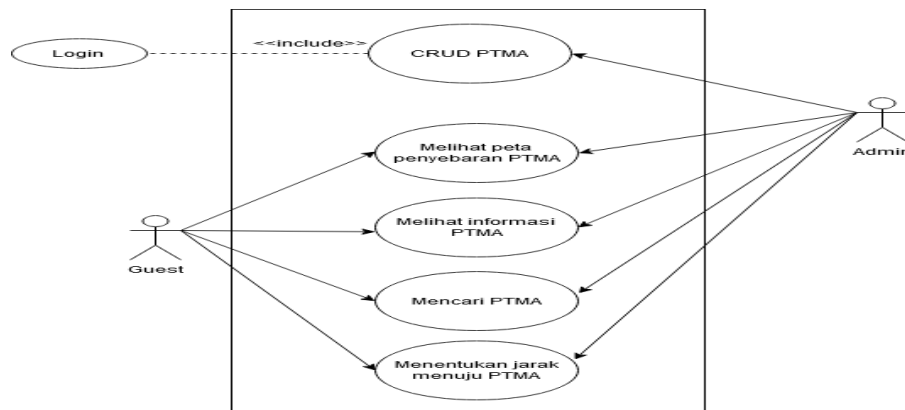 <<include>>
Login
CRUD PTMA
Melihat peta
penyebaran PTMA
Admin
Melihat informasi
PTMA
Guest
Mencari PTMA
Menentukan jarak
menuju PTMA